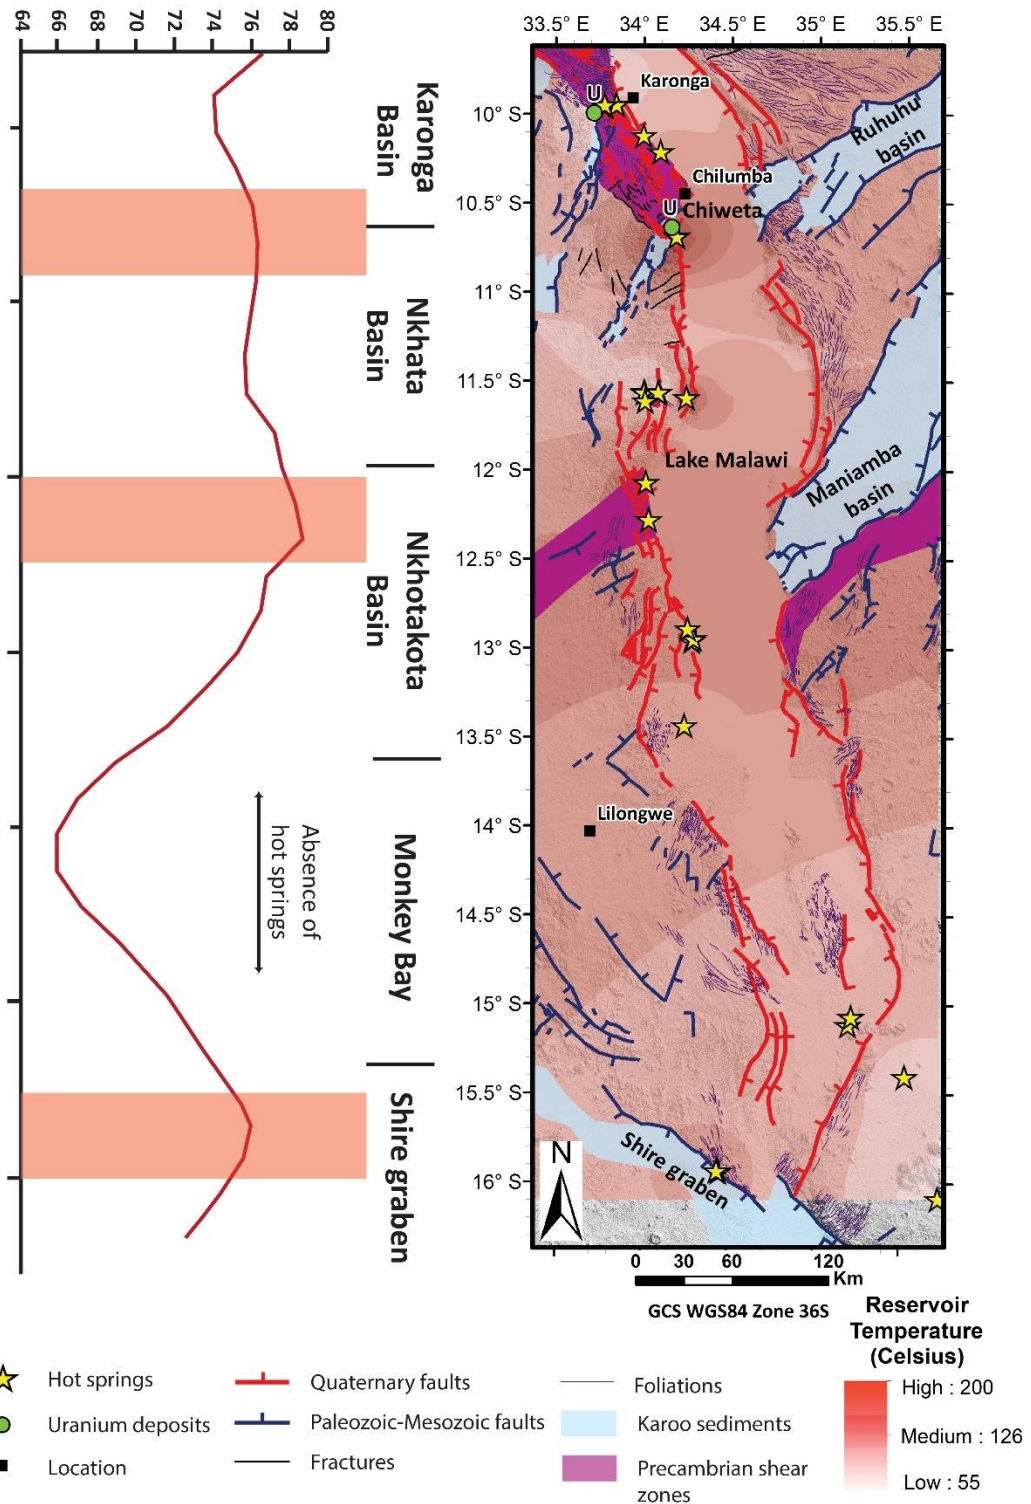 64
66
68
70
72
74
76
78
80
Karonga
Basin
Nkhata
Basin
Nkhotakota
Basin
Monkey Bay
Absence of
hot springs
Shire graben
33.5° E
34° E
34.5° E
35° E
35.5° E
10° S
10.5° S
11° S
11.5° S
12° S
12.5° S
13° S
13.5° S
14° S
14.5° S
15° S
15.5° S
16° S
Karonga
U
Ruhuhu
basin
Chilumba
U
Chiweta
Lake Malawi
Maniamba
basin
Lilongwe
Shire graben
N
0 30 60 120
Km
GCS WGS84 Zone 36S
Reservoir
Temperature
(Celsius)
High : 200
Medium : 126
Low : 55
Hot springs
Uranium deposits
Location
Quaternary faults
Paleozoic-Mesozoic faults
Fractures
Foliations
Karoo sediments
Precambrian shear
zones